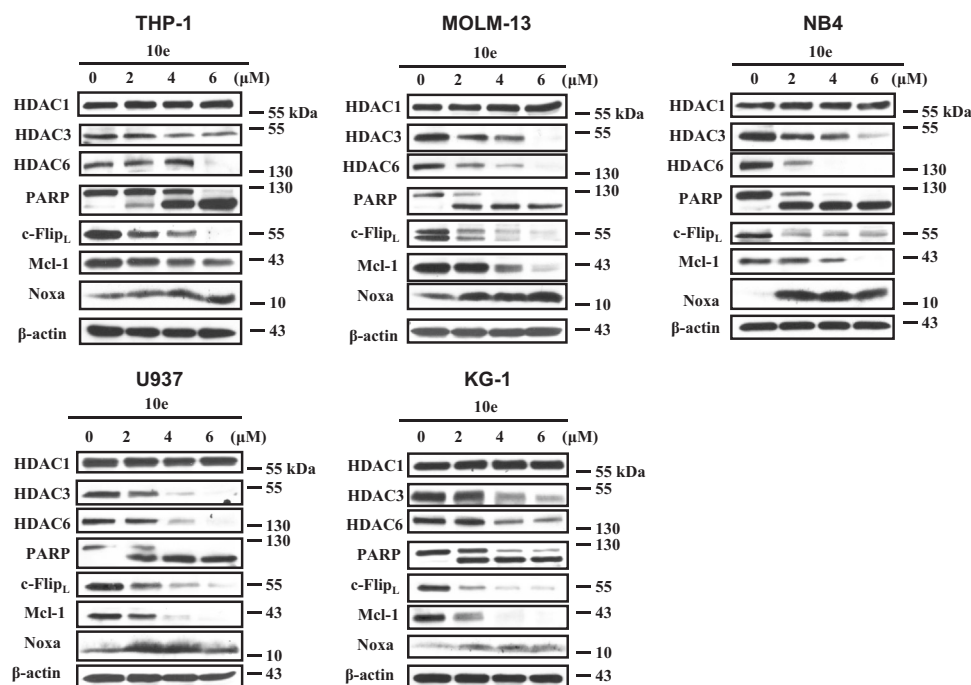 THP-1
10e
0 2 4 6 (μM)
HDAC1
55 kDa
HDAC3
55
HDAC6
130
PARP
130
c-FlipL
55
Mcl-1
43
Noxa
10
β-actin
43
MOLM-13
10e
0 2 4 6 (μM)
HDAC1
55 kDa
HDAC3
55
HDAC6
130
PARP
130
c-FlipL
55
Mcl-1
43
Noxa
10
β-actin
43
NB4
10e
0 2 4 6 (μM)
HDAC1
55 kDa
HDAC3
55
HDAC6
130
PARP
130
c-FlipL
55
Mcl-1
43
Noxa
10
β-actin
43
U937
10e
0 2 4 6 (μM)
HDAC1
55 kDa
HDAC3
55
HDAC6
130
PARP
130
c-FlipL
55
Mcl-1
43
Noxa
10
β-actin
43
KG-1
10e
0 2 4 6 (μM)
HDAC1
55 kDa
HDAC3
55
HDAC6
130
PARP
130
c-FlipL
55
Mcl-1
43
Noxa
10
β-actin
43